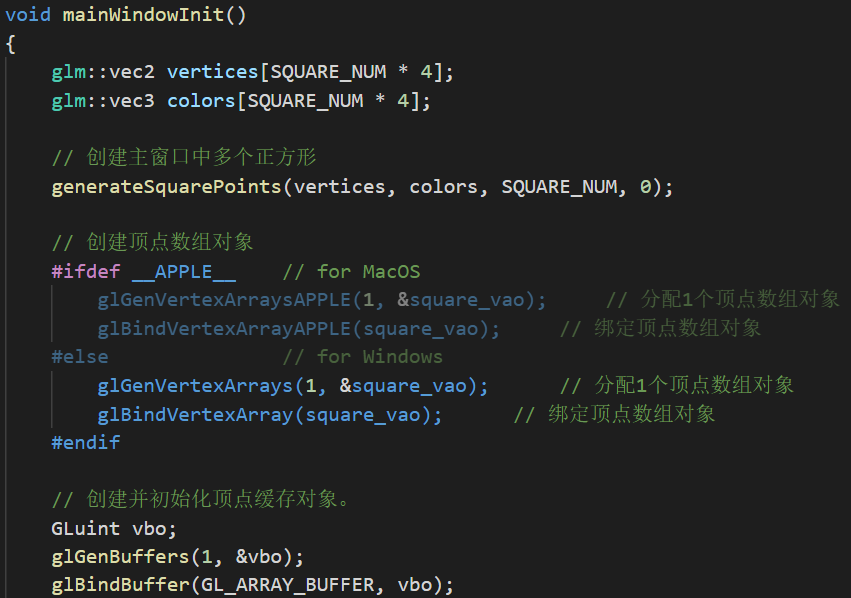 void mainWindowInit()
{
glm::vec2 vertices[SQUARE_NUM * 4];
glm::vec3 colors[SQUARE_NUM * 4];
// 创建主窗口中多个正方形
generateSquarePoints(vertices, colors, SQUARE_NUM, 0);
// 创建顶点数组对象
#ifdef __APPLE__ // for MacOS
glGenVertexArraysAPPLE(1, &square_vao); // 分配1个顶点数组对象
glBindVertexArrayAPPLE(square_vao); // 绑定顶点数组对象
#else // for Windows
glGenVertexArrays(1, &square_vao); // 分配1个顶点数组对象
glBindVertexArray(square_vao); // 绑定顶点数组对象
#endif
// 创建并初始化顶点缓存对象。
GLuint vbo;
glGenBuffers(1, &vbo);
glBindBuffer(GL_ARRAY_BUFFER, vbo);